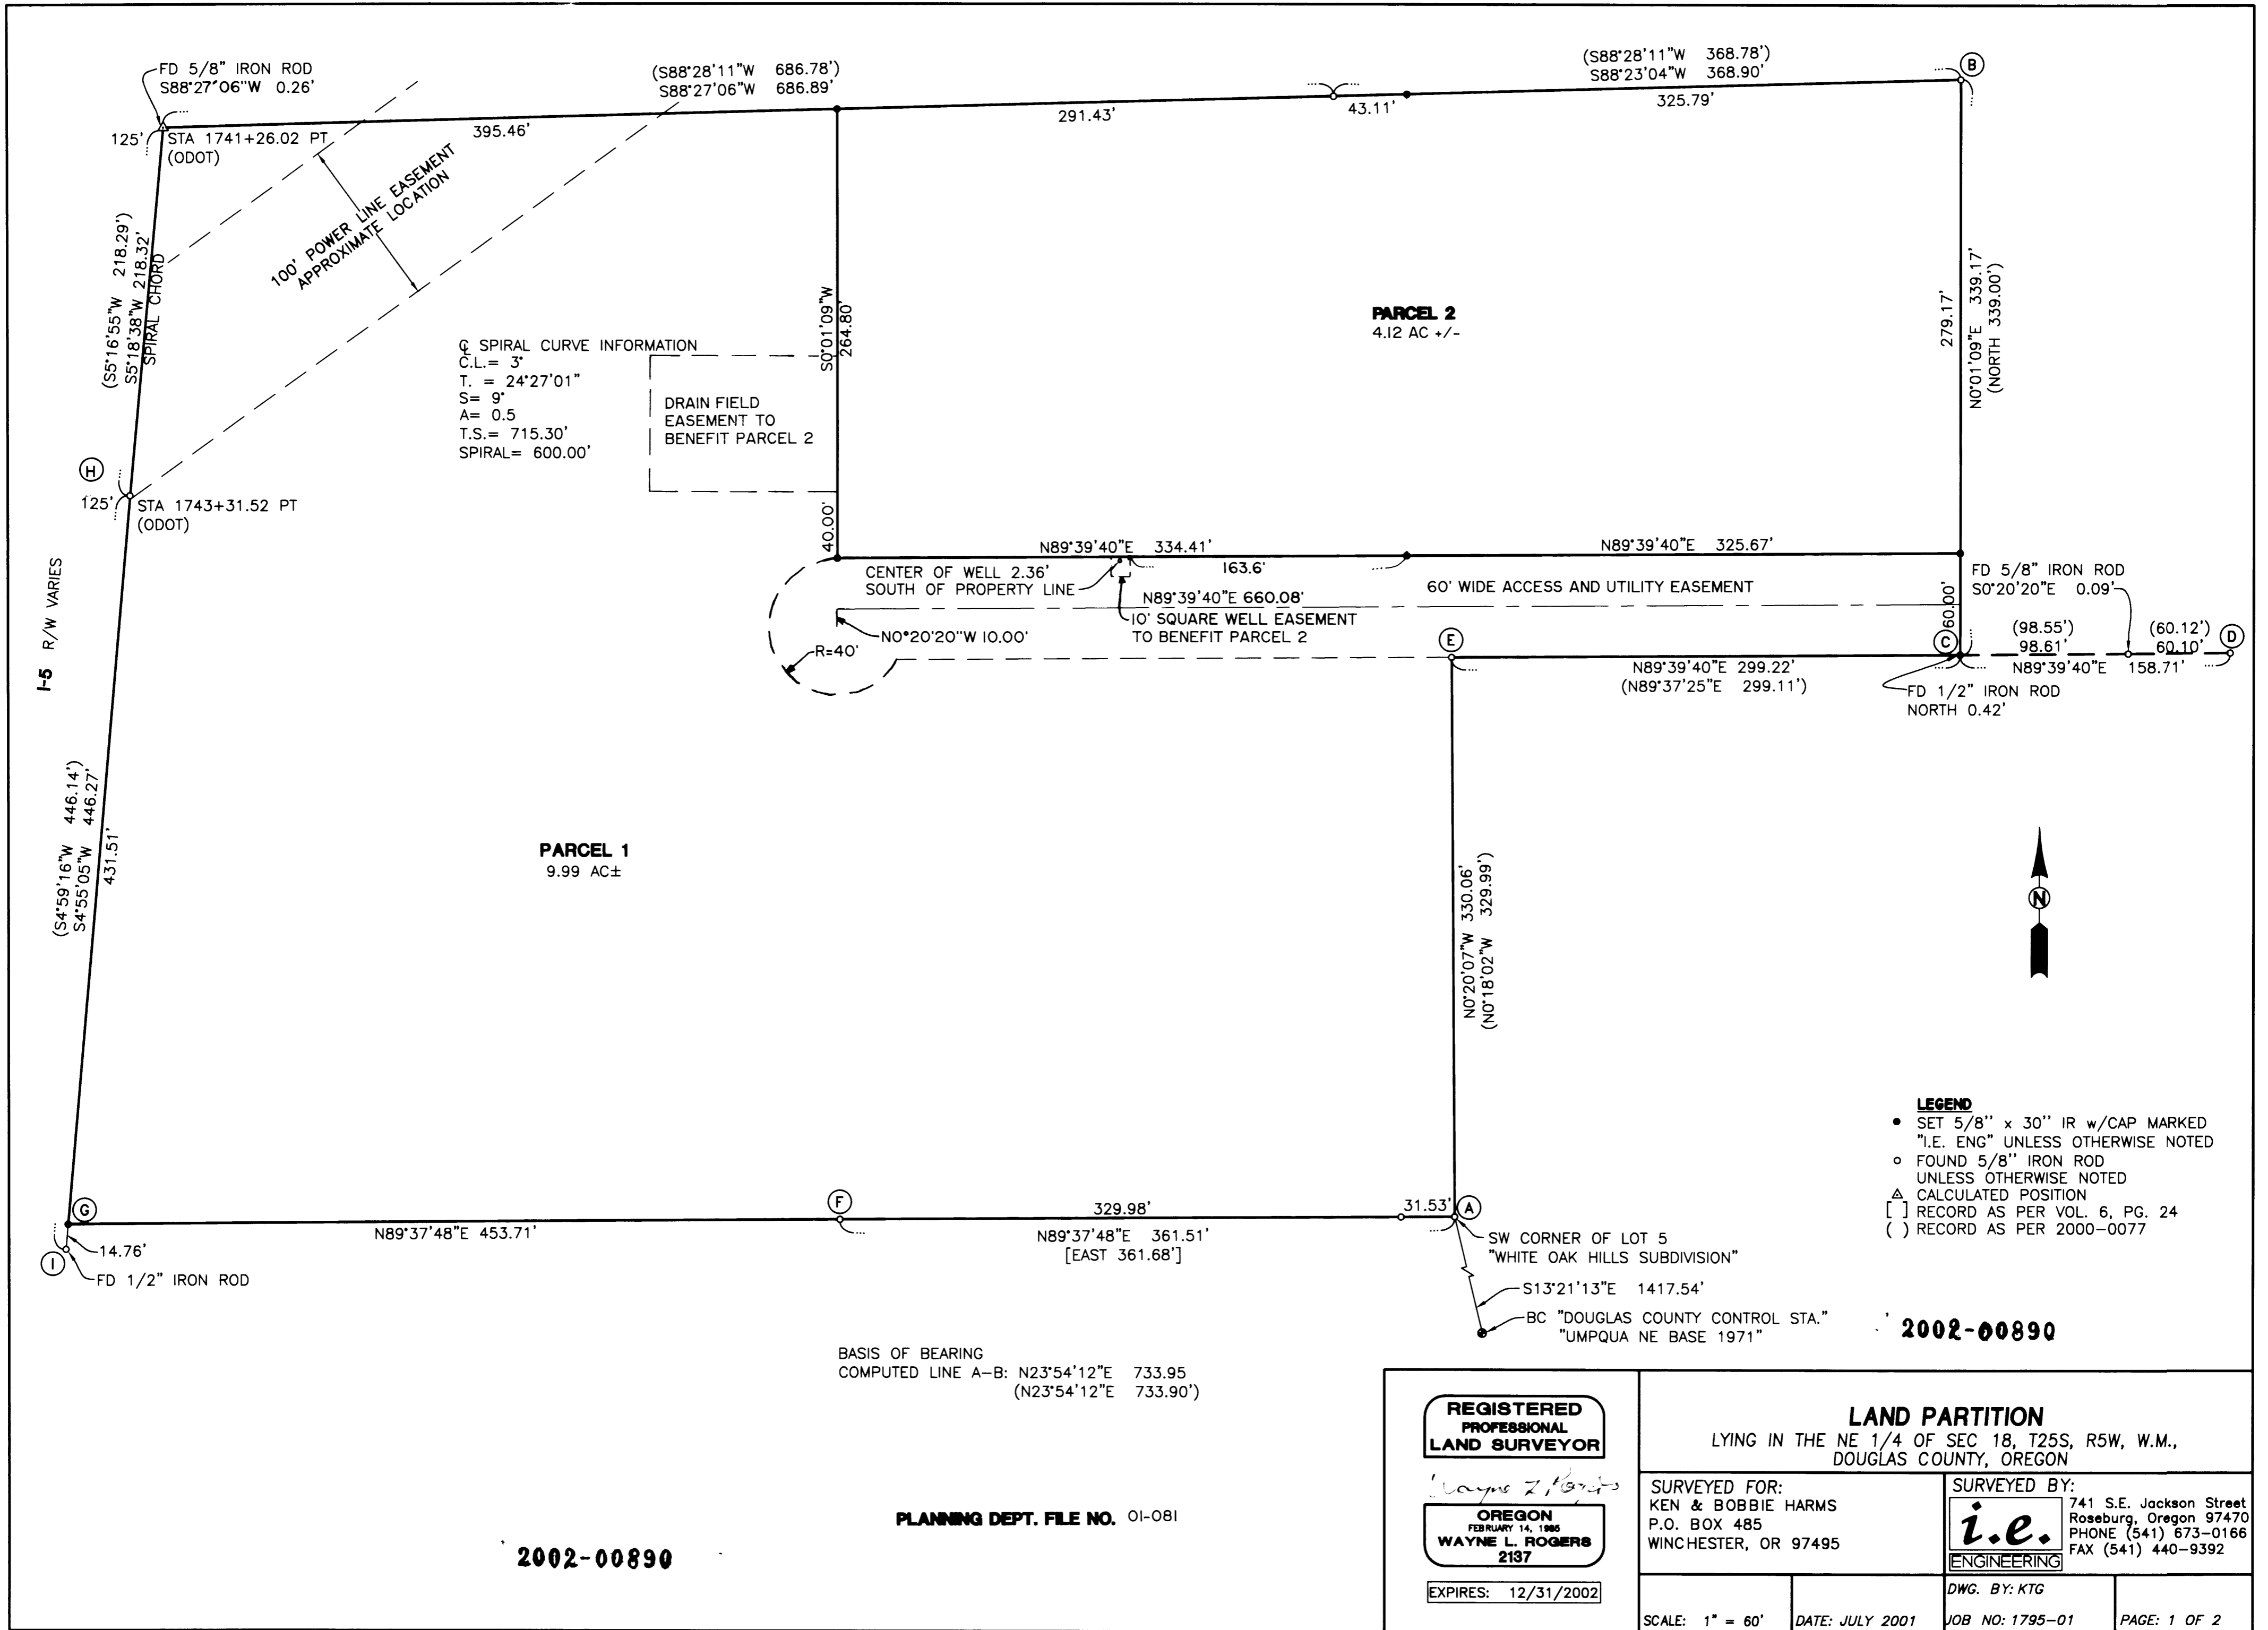 FD 5/8" IRON ROD
S88°27'06"W 0.26'
(S88°28'11"W 686.78')
S88°27'06"W 686.89'
(S88°28'11"W 368.78')
S88°23'04"W 368.90'
B
125'
STA 1741+26.02 PT
(ODOT)
395.46'
291.43'
43.11'
325.79'
100' POWER LINE EASEMENT
APPROXIMATE LOCATION
(S5°16'55"W 218.29')
S5°18'38"W 218.32'
SPIRAL CHORD
S0°01'09"W
264.80'
PARCEL 2
4.12 AC +/-
279.17'
N0°01'09"E 339.17'
(NORTH 339.00')
℄ SPIRAL CURVE INFORMATION
C.L.= 3°
T. = 24°27'01"
S= 9°
A= 0.5
T.S.= 715.30'
SPIRAL= 600.00'
DRAIN FIELD
EASEMENT TO
BENEFIT PARCEL 2
H
125'
STA 1743+31.52 PT
(ODOT)
40.00'
N89°39'40"E 334.41'
N89°39'40"E 325.67'
163.6'
CENTER OF WELL 2.36'
SOUTH OF PROPERTY LINE
60' WIDE ACCESS AND UTILITY EASEMENT
N89°39'40"E 660.08'
10' SQUARE WELL EASEMENT
TO BENEFIT PARCEL 2
N0°20'20"W 10.00'
R=40'
60.00'
FD 5/8" IRON ROD
S0°20'20"E 0.09'
E
C
(98.55')
98.61'
(60.12')
60.10'
D
N89°39'40"E 299.22'
(N89°37'25"E 299.11')
N89°39'40"E 158.71'
FD 1/2" IRON ROD
NORTH 0.42'
I-5 R/W VARIES
(S4°59'16"W 446.14')
S4°55'05"W 446.27'
431.51'
PARCEL 1
9.99 AC±
N0°20'07"W 330.06'
(N0°18'02"W 329.99')
N
LEGEND
SET 5/8'' x 30'' IR w/CAP MARKED
"I.E. ENG" UNLESS OTHERWISE NOTED
FOUND 5/8'' IRON ROD
UNLESS OTHERWISE NOTED
CALCULATED POSITION
[ ] RECORD AS PER VOL. 6, PG. 24
( ) RECORD AS PER 2000-0077
G
F
329.98'
31.53'
A
N89°37'48"E 453.71'
N89°37'48"E 361.51'
[EAST 361.68']
14.76'
I
FD 1/2" IRON ROD
SW CORNER OF LOT 5
"WHITE OAK HILLS SUBDIVISION"
S13°21'13"E 1417.54'
BC "DOUGLAS COUNTY CONTROL STA."
"UMPQUA NE BASE 1971"
2002-00890
BASIS OF BEARING
COMPUTED LINE A-B: N23°54'12"E 733.95
(N23°54'12"E 733.90')
PLANNING DEPT. FILE NO. 01-081
2002-00890
REGISTERED
PROFESSIONAL
LAND SURVEYOR
Wayne L. Rogers
OREGON
FEBRUARY 14, 1985
WAYNE L. ROGERS
2137
EXPIRES: 12/31/2002
LAND PARTITION
LYING IN THE NE 1/4 OF SEC 18, T25S, R5W, W.M.,
DOUGLAS COUNTY, OREGON
SURVEYED FOR:
KEN & BOBBIE HARMS
P.O. BOX 485
WINCHESTER, OR 97495
SURVEYED BY:
i.e.
ENGINEERING
741 S.E. Jackson Street
Roseburg, Oregon 97470
PHONE (541) 673-0166
FAX (541) 440-9392
SCALE: 1" = 60'
DATE: JULY 2001
DWG. BY: KTG
JOB NO: 1795-01
PAGE: 1 OF 2